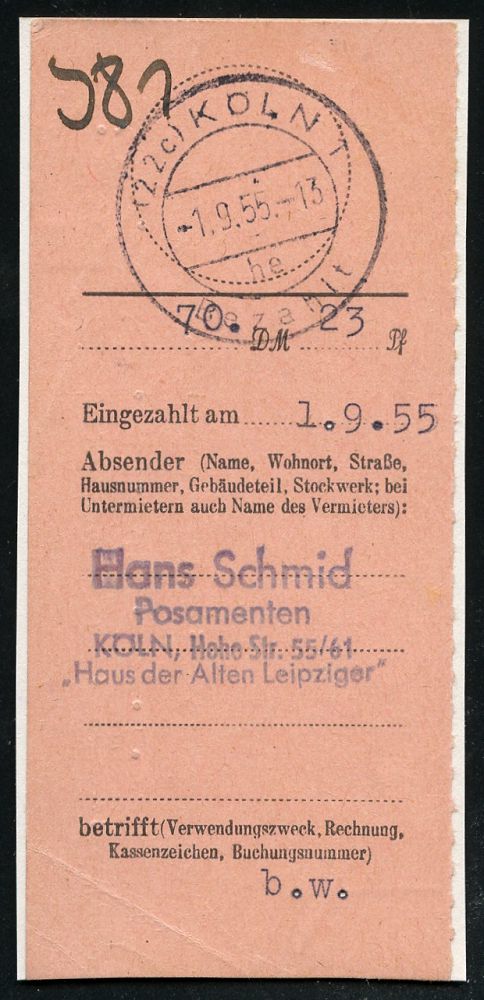 (22c) KÖLN 1
-1.9.55.-13
he
Bezahlt
70. DM 23 Pf
Eingezahlt am 1.9.55
Absender (Name, Wohnort, Straße,
Hausnummer, Gebäudeteil, Stockwerk; bei
Untermietern auch Name des Vermieters):
Hans Schmid
Posamenten
KÖLN, Hohe Str. 55/61
„Haus der Alten Leipziger"
betrifft (Verwendungszweck, Rechnung,
Kassenzeichen, Buchungsnummer)
b.w.